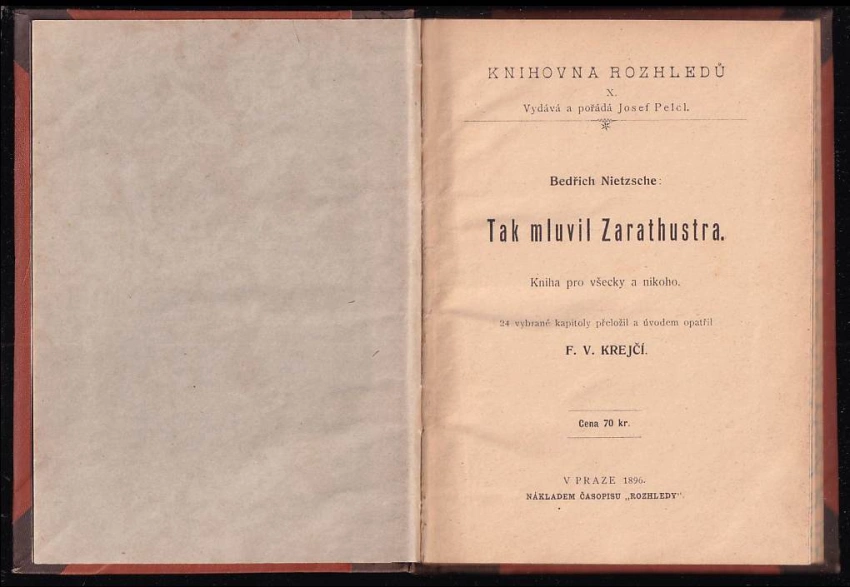 KNIHOVNA ROZHLEDŮ
X.
Vydává a pořádá Josef Pelcl.
Bedřich Nietzsche:
Tak mluvil Zarathustra.
Kniha pro všecky a nikoho.
24 vybrané kapitoly přeložil a úvodem opatřil
F. V. KREJČÍ.
Cena 70 kr.
V PRAZE 1896.
NÁKLADEM ČASOPISU „ROZHLEDY“.